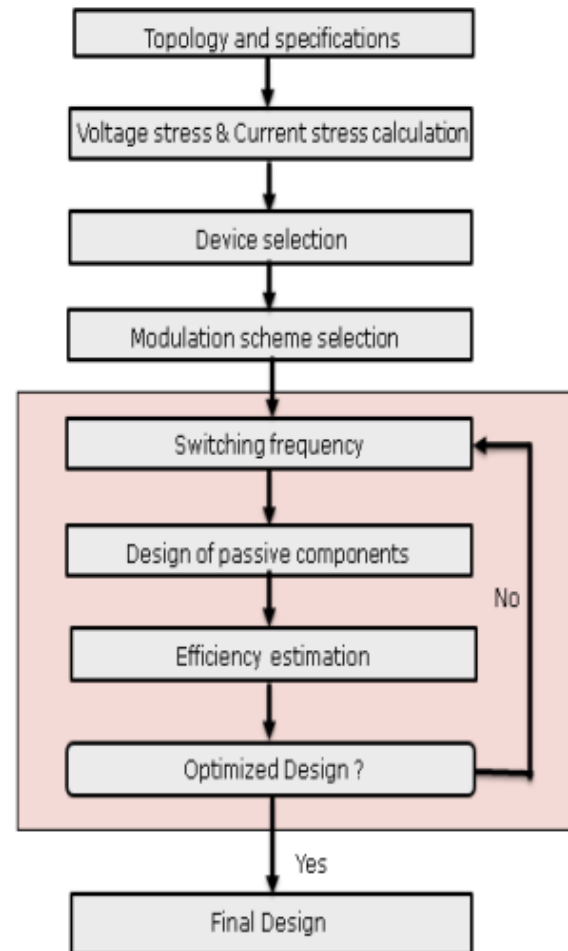 Topology and specifications
Voltage stress & Current stress calculation
Device selection
Modulation scheme selection
Switching frequency
Design of passive components
No
Efficiency estimation
Optimized Design ?
Yes
Final Design